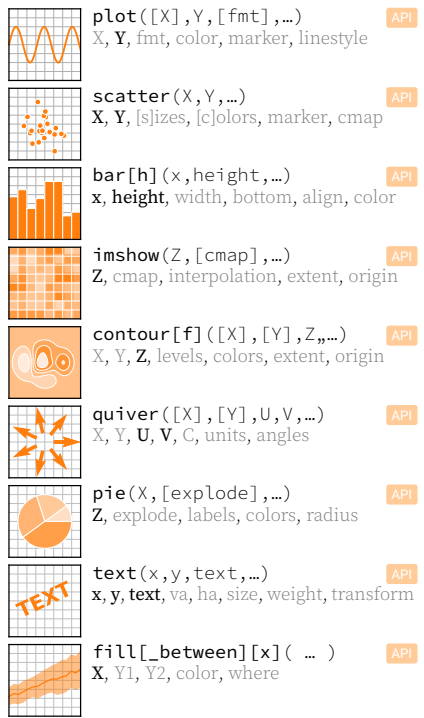 plot([X],Y,[fmt],…) API
X, Y, fmt, color, marker, linestyle
scatter(X,Y,…) API
X, Y, [s]izes, [c]olors, marker, cmap
bar[h](x,height,…) API
x, height, width, bottom, align, color
imshow(Z,[cmap],…) API
Z, cmap, interpolation, extent, origin
contour[f]([X],[Y],Z„…) API
X, Y, Z, levels, colors, extent, origin
quiver([X],[Y],U,V,…) API
X, Y, U, V, C, units, angles
pie(X,[explode],…) API
Z, explode, labels, colors, radius
TEXT
text(x,y,text,…) API
x, y, text, va, ha, size, weight, transform
fill[_between][x]( … ) API
X, Y1, Y2, color, where